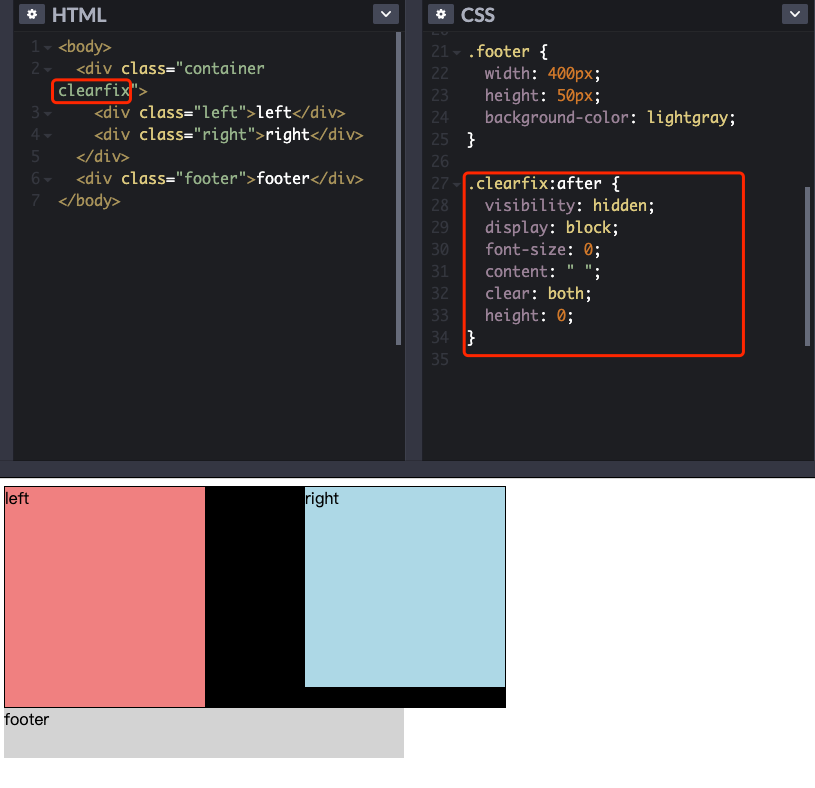 HTML
1 <body>
2 <div class="container
clearfix">
3 <div class="left">left</div>
4 <div class="right">right</div>
5 </div>
6 <div class="footer">footer</div>
7 </body>
CSS
21 .footer {
22 width: 400px;
23 height: 50px;
24 background-color: lightgray;
25 }
26
27 .clearfix:after {
28 visibility: hidden;
29 display: block;
30 font-size: 0;
31 content: " ";
32 clear: both;
33 height: 0;
34 }
35
left
right
footer